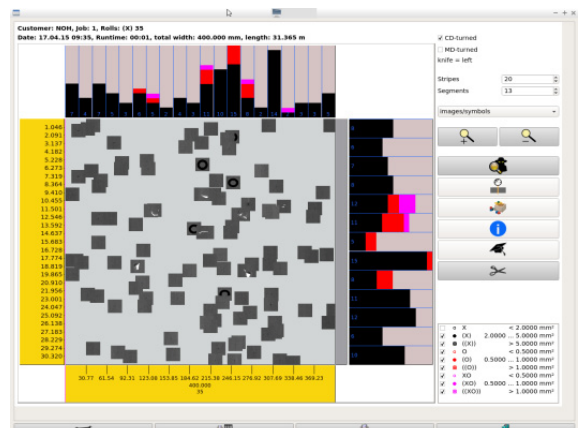 Customer: NOH, Job: 1, Rolls: (X) 35
Date: 17.04.15 09:35, Runtime: 00:01, total width: 400.000 mm, length: 31.365 m
CD-turned
MD-turned
knife = left
Stripes 20
Segments 13
images/symbols
1.046
2.091
3.137
4.182
5.228
6.273
7.319
8.364
9.410
10.455
11.501
12.546
13.592
14.637
15.683
16.728
17.774
18.819
19.865
20.910
21.956
23.001
24.047
25.092
26.138
27.183
28.229
29.274
30.320
30.77 61.54 92.31 123.08 153.85 184.62 215.38 246.15 276.92 307.69 338.46 369.23
400.000
35
X < 2.0000 mm²
(X) 2.0000 ... 5.0000 mm²
((X)) > 5.0000 mm²
O < 0.5000 mm²
(O) 0.5000 ... 1.0000 mm²
((O)) > 1.0000 mm²
XO < 0.5000 mm²
(XO) 0.5000 ... 1.0000 mm²
((XO)) > 1.0000 mm²